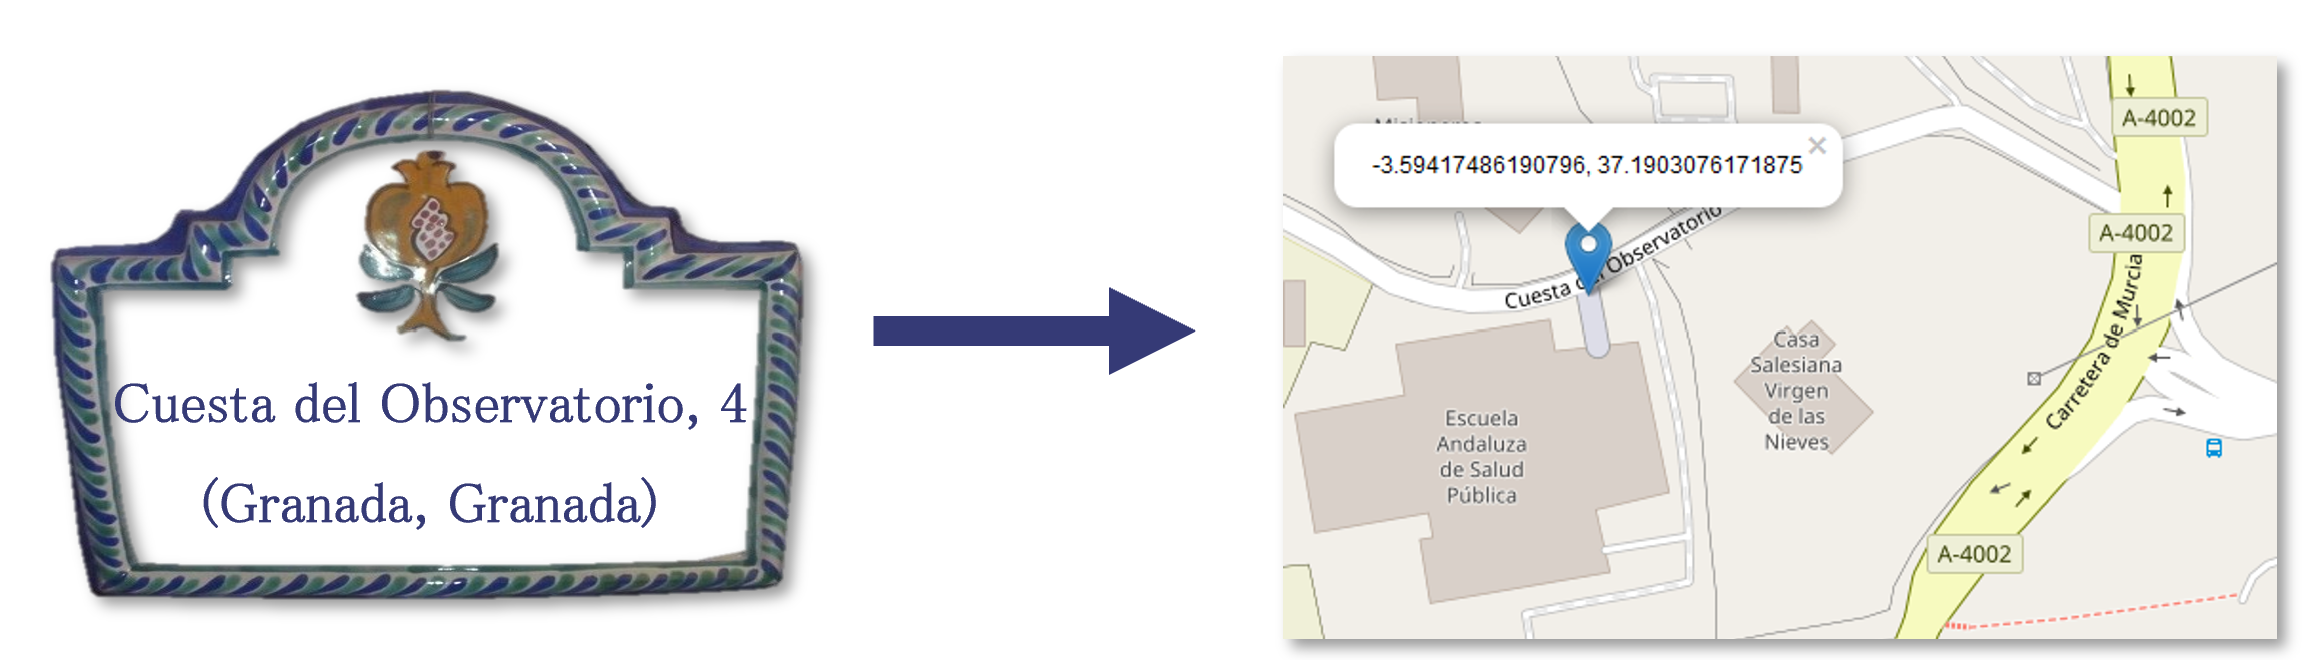 Cuesta del Observatorio, 4
(Granada, Granada)
-3.59417486190796, 37.1903076171875
×
A-4002
A-4002
Cuesta del Observatorio
Carretera de Murcia
Casa
Salesiana
Virgen
de las
Nieves
Escuela
Andaluza
de Salud
Pública
A-4002